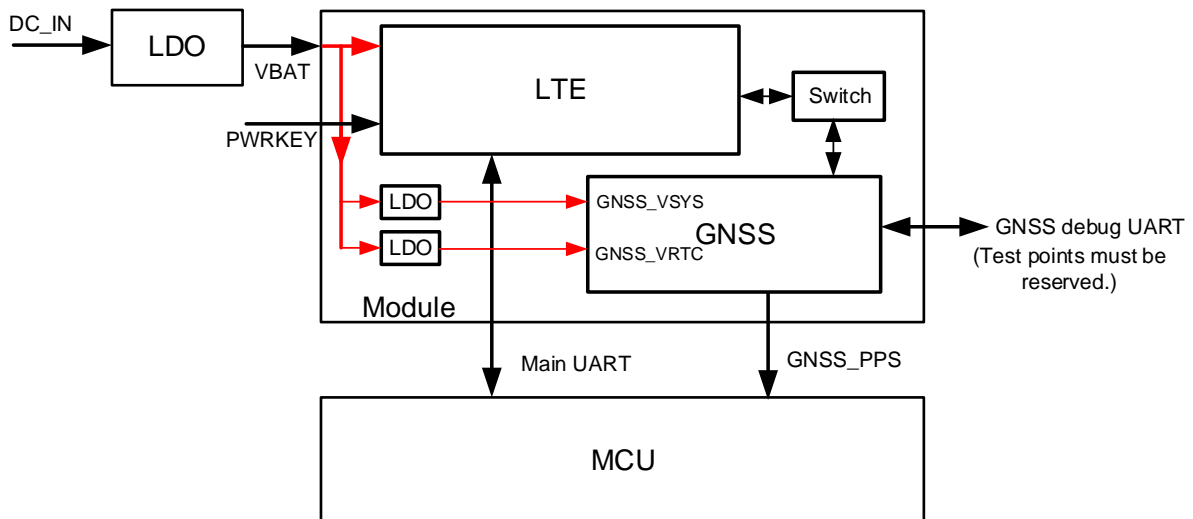 DC_IN
LDO
VBAT
PWRKEY
LTE
Switch
LDO
GNSS_VSYS
LDO
GNSS_VRTC
GNSS
GNSS debug UART
(Test points must be
reserved.)
Module
Main UART
GNSS_PPS
MCU